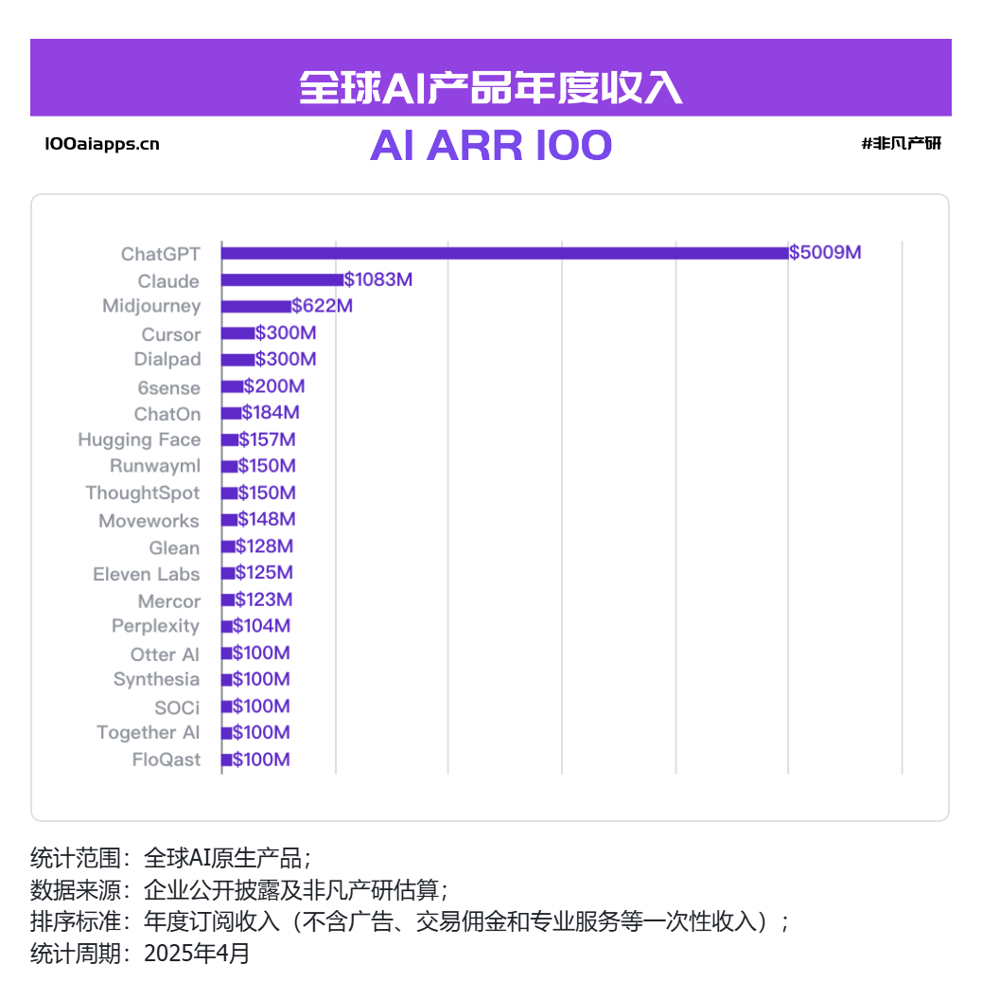 全球AI产品年度收入
100aiapps.cn
AI ARR 100
#非凡产研
ChatGPT $5009M
Claude $1083M
Midjourney $622M
Cursor $300M
Dialpad $300M
6sense $200M
ChatOn $184M
Hugging Face $157M
Runwayml $150M
ThoughtSpot $150M
Moveworks $148M
Glean $128M
Eleven Labs $125M
Mercor $123M
Perplexity $104M
Otter AI $100M
Synthesia $100M
SOCi $100M
Together AI $100M
FloQast $100M
统计范围：全球AI原生产品；
数据来源：企业公开披露及非凡产研估算；
排序标准：年度订阅收入（不含广告、交易佣金和专业服务等一次性收入）；
统计周期：2025年4月